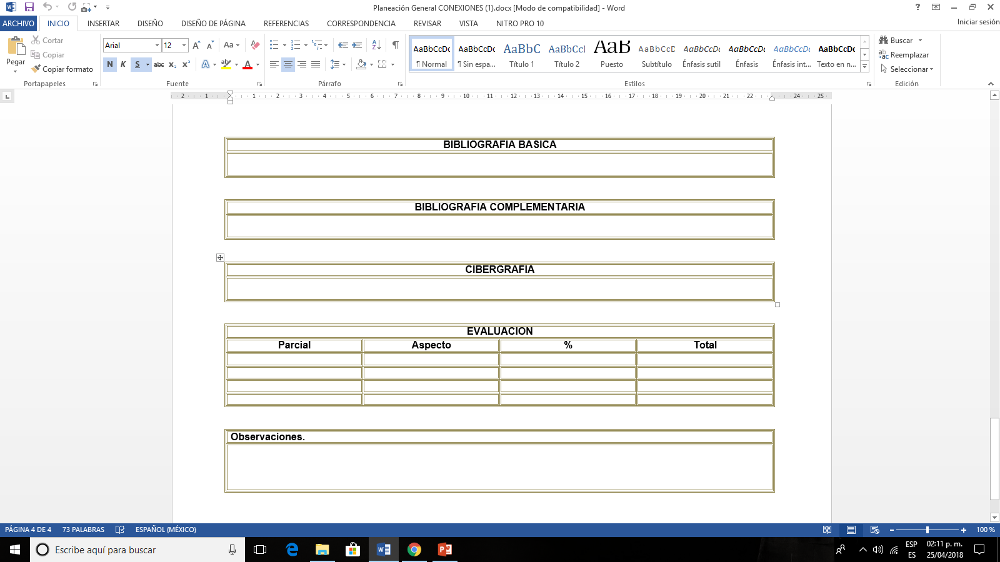 Planeación General CONEXIONES (1).docx [Modo de compatibilidad] - Word
ARCHIVO INICIO INSERTAR DISEÑO DISEÑO DE PÁGINA REFERENCIAS CORRESPONDENCIA REVISAR VISTA NITRO PRO 10 Iniciar sesión
Pegar
Cortar
Copiar
Copiar formato
Portapapeles
Arial 12
N K S abc x₂ x²
Fuente
Párrafo
AaBbCcDc AaBbCcDc AaBbC AaBbCcI AaB AaBbCcD AaBbCcDc AaBbCcDc AaBbCcDc AaBbCcDc
¶ Normal ¶ Sin espa... Título 1 Título 2 Puesto Subtítulo Énfasis sutil Énfasis Énfasis int... Texto en n...
Estilos
Buscar
Reemplazar
Seleccionar
Edición
2 1 1 2 3 4 5 6 7 8 9 10 11 12 13 14 15 16 17 18 19 20 21 22 24 25
BIBLIOGRAFIA BASICA
BIBLIOGRAFIA COMPLEMENTARIA
CIBERGRAFIA
EVALUACION
Parcial Aspecto % Total
Observaciones.
PÁGINA 4 DE 4 73 PALABRAS ESPAÑOL (MÉXICO) 100 %
Escribe aquí para buscar
ESP
ES
02:11 p. m.
25/04/2018